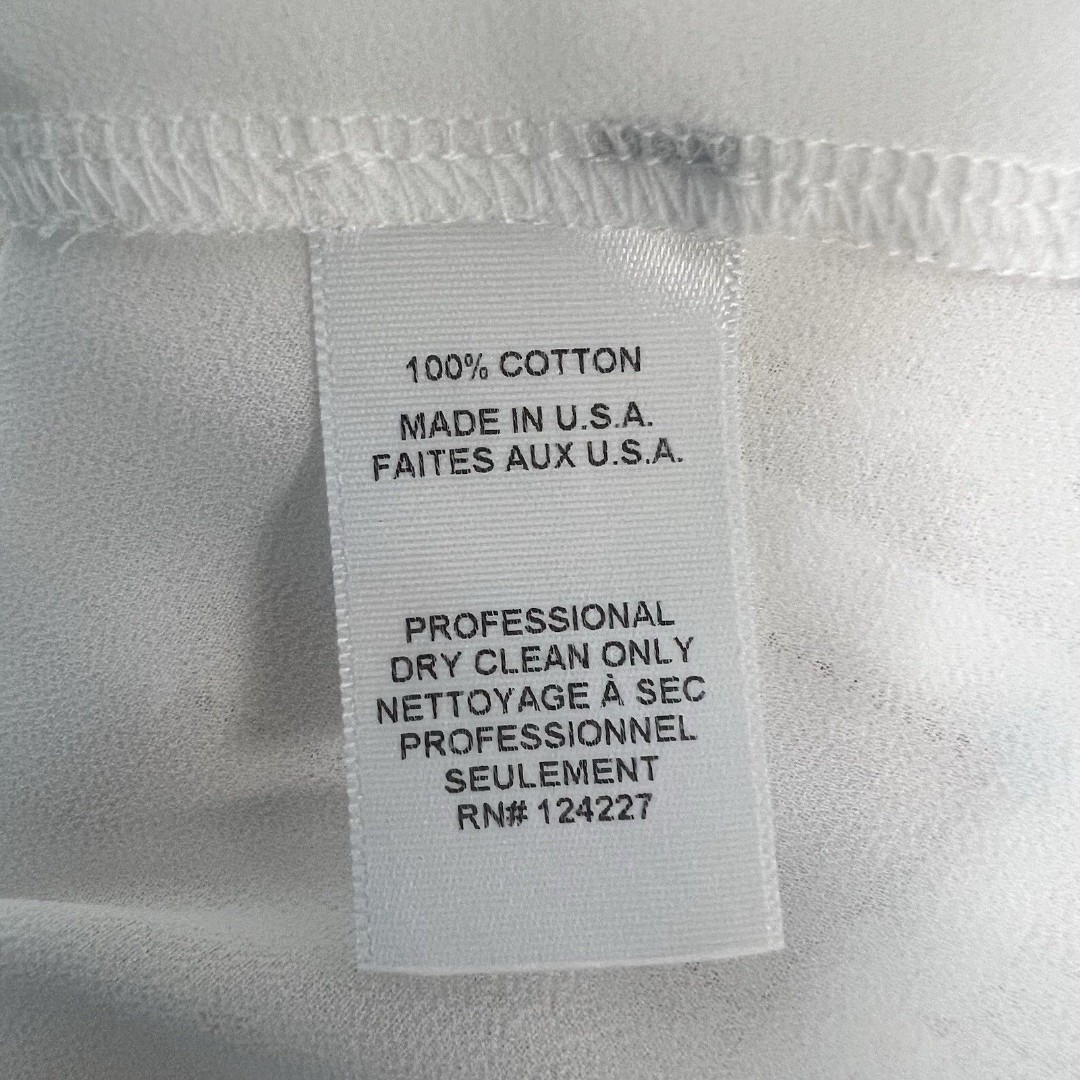 100% COTTON
MADE IN U.S.A.
FAITES AUX U.S.A.
PROFESSIONAL
DRY CLEAN ONLY
NETTOYAGE À SEC
PROFESSIONNEL
SEULEMENT
RN# 124227